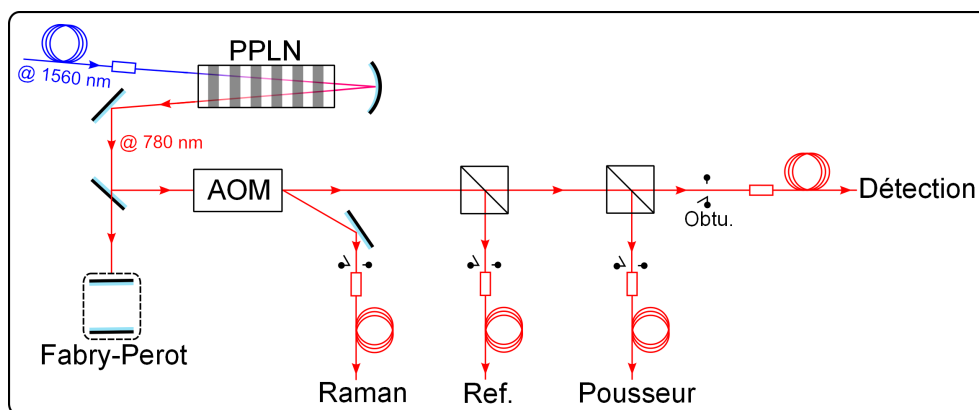 PPLN
@ 1560 nm
@ 780 nm
AOM
Détection
Obtu.
Fabry-Perot
Raman
Ref.
Pousseur